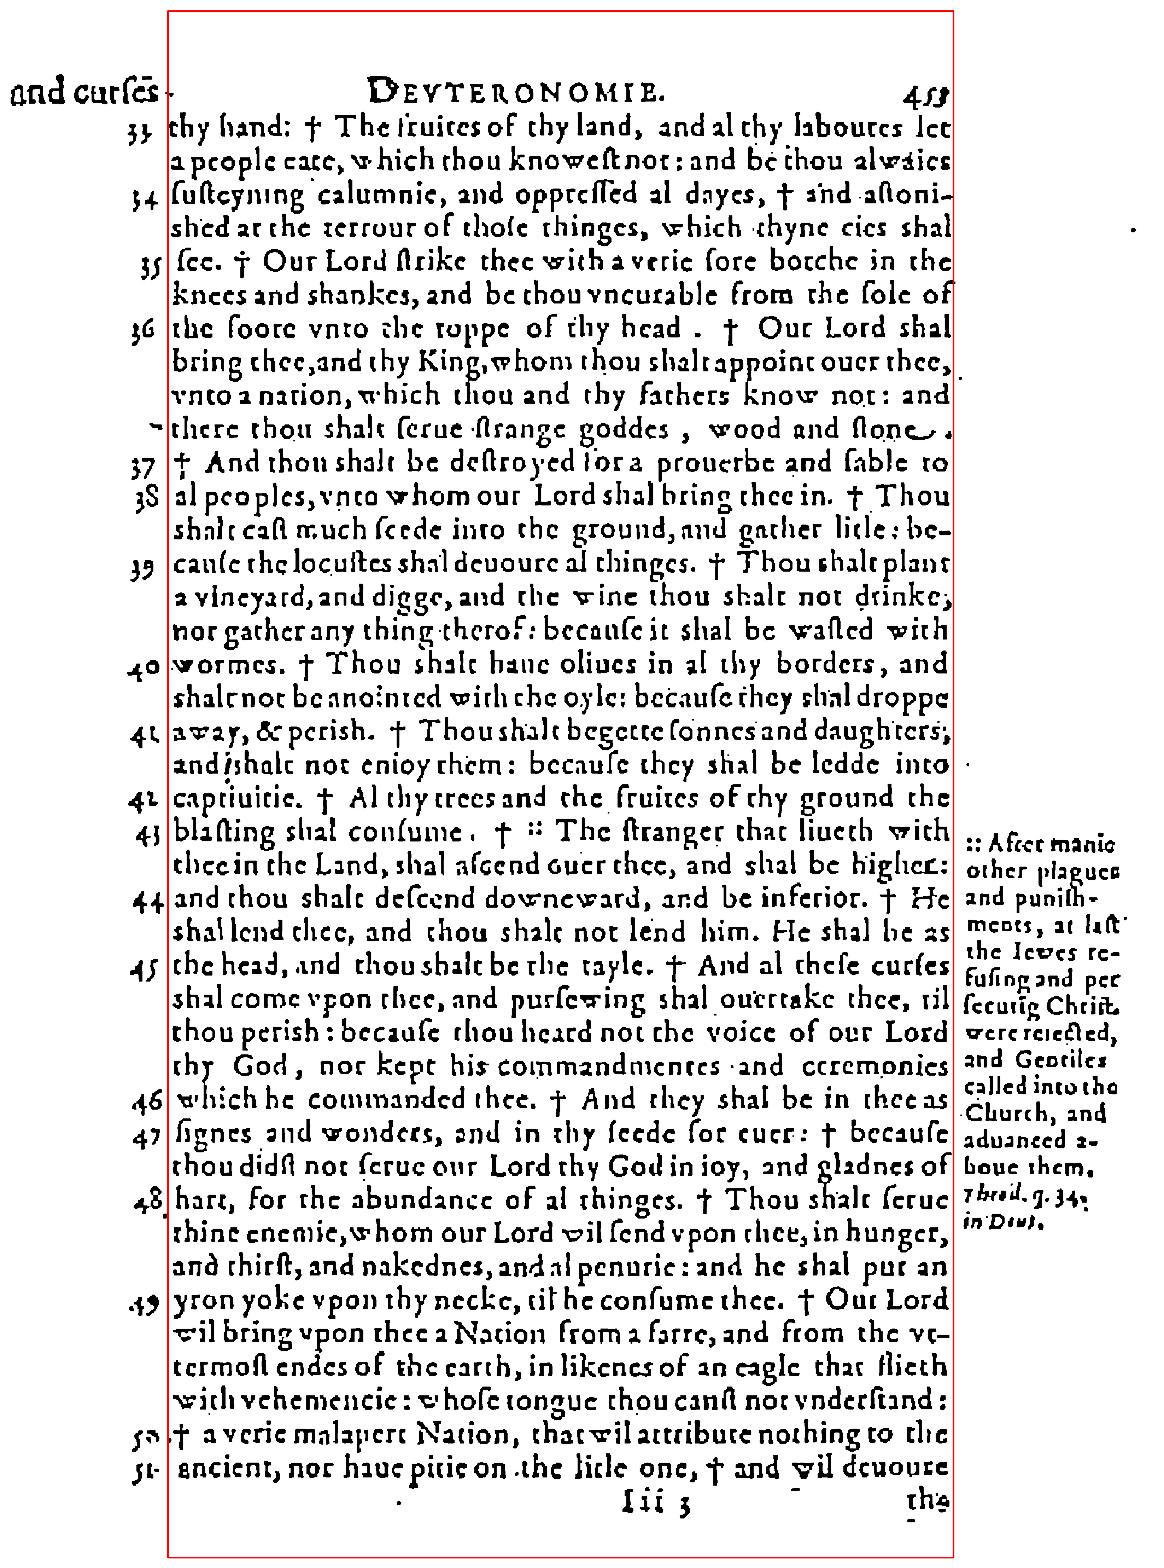 and curses DEVTERONOMIE. 453
33 thy hand: † The fruites of thy land, and al thy laboures let
a people eate, which thou knowest not: and be thou alwaies
34 ſuſteyning calumnie, and oppreſſed al dayes, † and aſtoni-
shed at the terrour of thoſe thinges, which thyne eies shal
35 ſee. † Our Lord ſtrike thee with a verie ſore botche in the
knees and shankes, and be thou vncurable from the ſole of
36 the foote vnto the toppe of thy head . † Our Lord shal
bring thee, and thy King, whom thou shalt appoint ouer thee,
vnto a nation, which thou and thy fathers know not: and
there thou shalt ſerue ſtrange goddes , wood and ſtone .
37 † And thou shalt be deſtroyed for a prouerbe and fable to
38 al peoples, vnto whom our Lord shal bring thee in. † Thou
shalt caſt much ſeede into the ground, and gather litle: be-
39 cauſe the locuſtes shal deuoure al thinges. † Thou shalt plant
a vineyard, and digge, and the wine thou shalt not drinke,
nor gather any thing therof: becauſe it shal be waſted with
40 wormes. † Thou shalt haue oliues in al thy borders, and
shalt not be anointed with the oyle: becauſe they shal droppe
41 away, & perish. † Thou shalt begette ſonnes and daughters,
and shalt not enioy them: becauſe they shal be ledde into
42 captiuitie. † Al thy trees and the fruites of thy ground the
43 blaſting shal conſume. † :: The ſtranger that liueth with
thee in the Land, shal aſcend ouer thee, and shal be higher:
44 and thou shalt deſcend downeward, and be inferior. † He
shal lend thee, and thou shalt not lend him. He shal be as
45 the head, and thou shalt be the tayle. † And al theſe curſes
shal come vpon thee, and purſewing shal ouertake thee, til
thou perish: becauſe thou heard not the voice of our Lord
thy God, nor kept his commandmentes and ceremonies
46 which he commanded thee. † And they shal be in thee as
47 ſignes and wonders, and in thy ſeede for euer: † becauſe
thou didſt not ſerue our Lord thy God in ioy, and gladnes of
48 hart, for the abundance of al thinges. † Thou shalt ſerue
thine enemie, whom our Lord wil ſend vpon thee, in hunger,
and thirſt, and nakednes, and al penurie: and he shal put an
49 yron yoke vpon thy necke, til he conſume thee. † Our Lord
wil bring vpon thee a Nation from a farre, and from the vt-
termoſt endes of the earth, in likenes of an eagle that flieth
with vehemencie: whoſe tongue thou canſt not vnderſtand:
50 † a verie malapert Nation, that wil attribute nothing to the
51 ancient, nor haue pitie on the litle one, † and wil deuoure
Iii 3 the
:: After manie
other plagues
and puniſh-
ments, at laſt
the Iewes re-
fuſing and per
ſecutīg Chriſt.
were reiected,
and Gentiles
called into the
Church, and
aduanced a-
boue them.
Theod. q. 34.
in Deut.